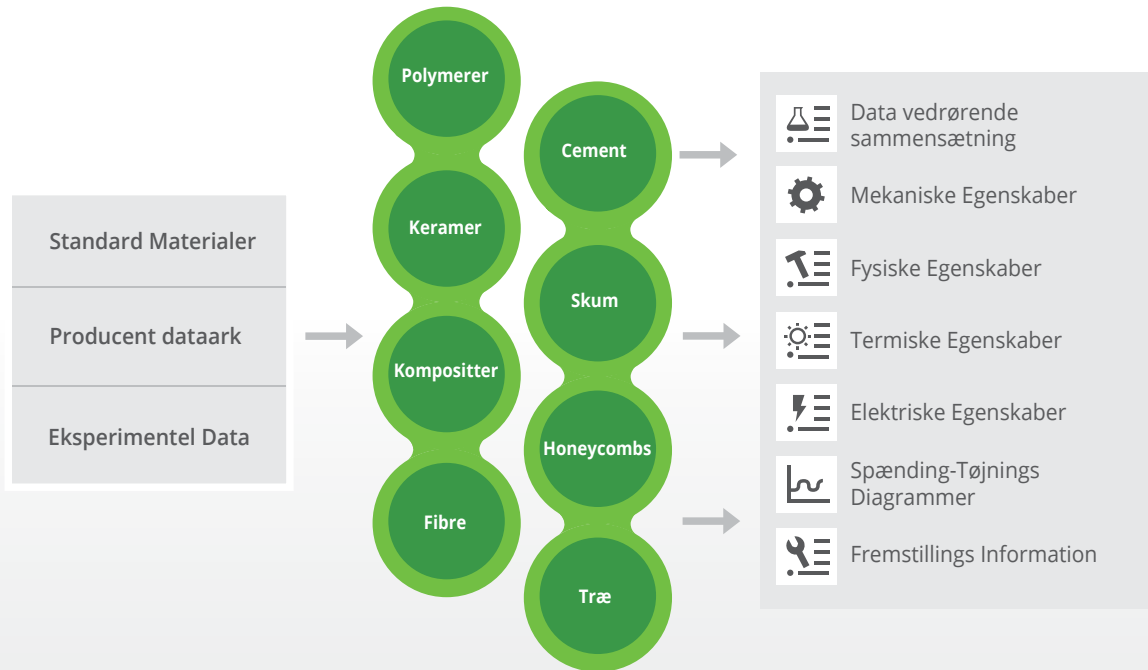 Standard Materialer
Producent dataark
Eksperimentel Data
Polymerer
Keramer
Kompositter
Fibre
Cement
Skum
Honeycombs
Træ
Data vedrørende
sammensætning
Mekaniske Egenskaber
Fysiske Egenskaber
Termiske Egenskaber
Elektriske Egenskaber
Spænding-Tøjnings
Diagrammer
Fremstillings Information